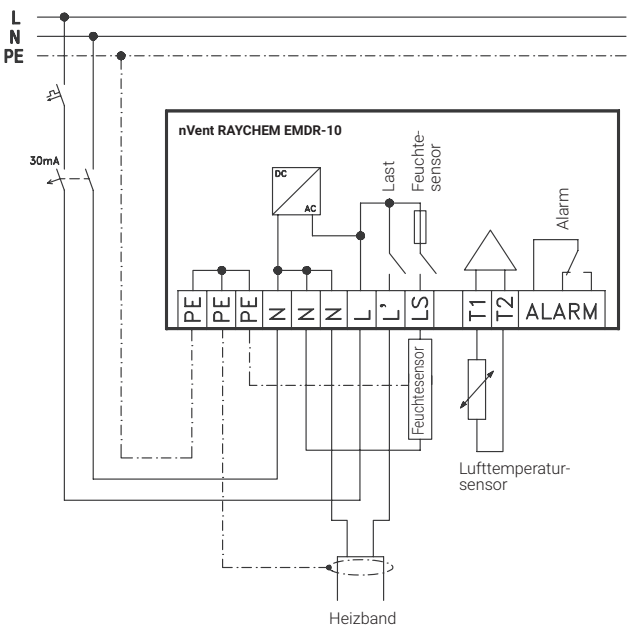 L
N
PE
nVent RAYCHEM EMDR-10
30mA
DC
AC
Last
Feuchte-
sensor
Alarm
PE
PE
PE
N
N
N
L
L'
LS
T1
T2
ALARM
Feuchtesensor
Lufttemperatur-
sensor
Heizband